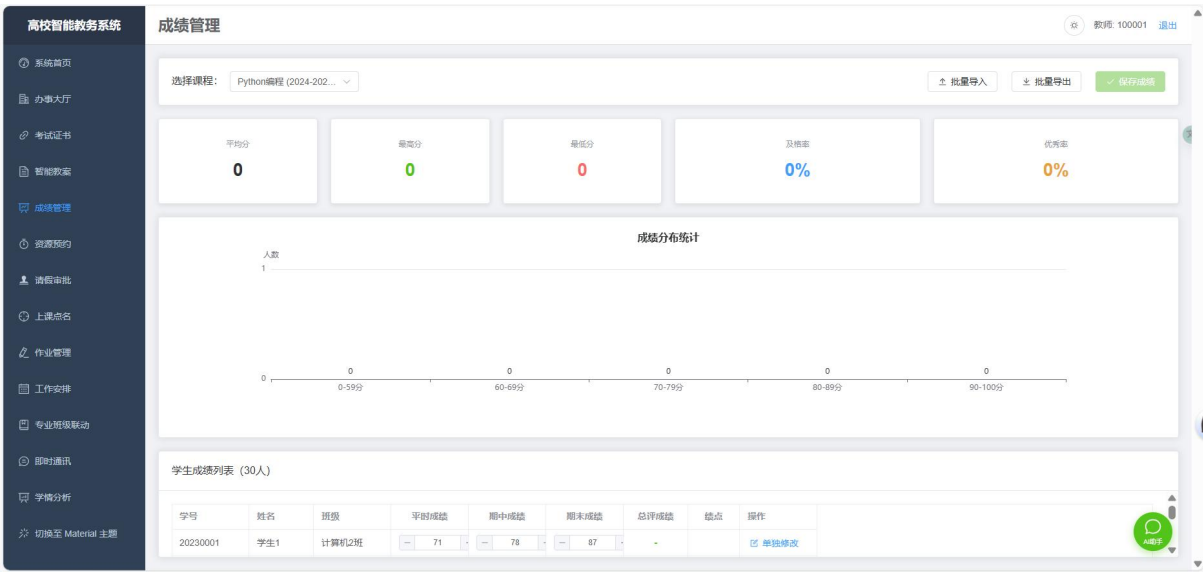 高校智能教务系统
成绩管理
教师: 100001 退出
系统首页
办事大厅
考试证书
智能教案
成绩管理
资源预约
请假审批
上课点名
作业管理
工作安排
专业班级联动
即时通讯
学情分析
切换至 Material 主题
选择课程: Python编程 (2024-202... 批量导入 批量导出 保存成绩
平均分 最高分 最低分 及格率 优秀率
0 0 0 0% 0%
成绩分布统计
人数
1
0 0 0 0 0
0
0-59分 60-69分 70-79分 80-89分 90-100分
学生成绩列表 (30人)
学号 姓名 班级 平时成绩 期中成绩 期末成绩 总评成绩 绩点 操作
20230001 学生1 计算机2班 71 78 87 - 单独修改
AI助手